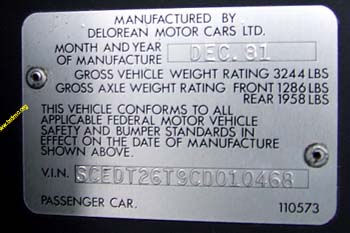 MANUFACTURED BY
DELOREAN MOTOR CARS LTD.
MONTH AND YEAR
OF MANUFACTURE DEC. 81
GROSS VEHICLE WEIGHT RATING 3244 LBS
GROSS AXLE WEIGHT RATING FRONT 1286 LBS
REAR 1958 LBS
THIS VEHICLE CONFORMS TO ALL
APPLICABLE FEDERAL MOTOR VEHICLE
SAFETY AND BUMPER STANDARDS IN
EFFECT ON THE DATE OF MANUFACTURE
SHOWN ABOVE.
V.I.N. SCEDT26T9CD010468
PASSENGER CAR. 110573